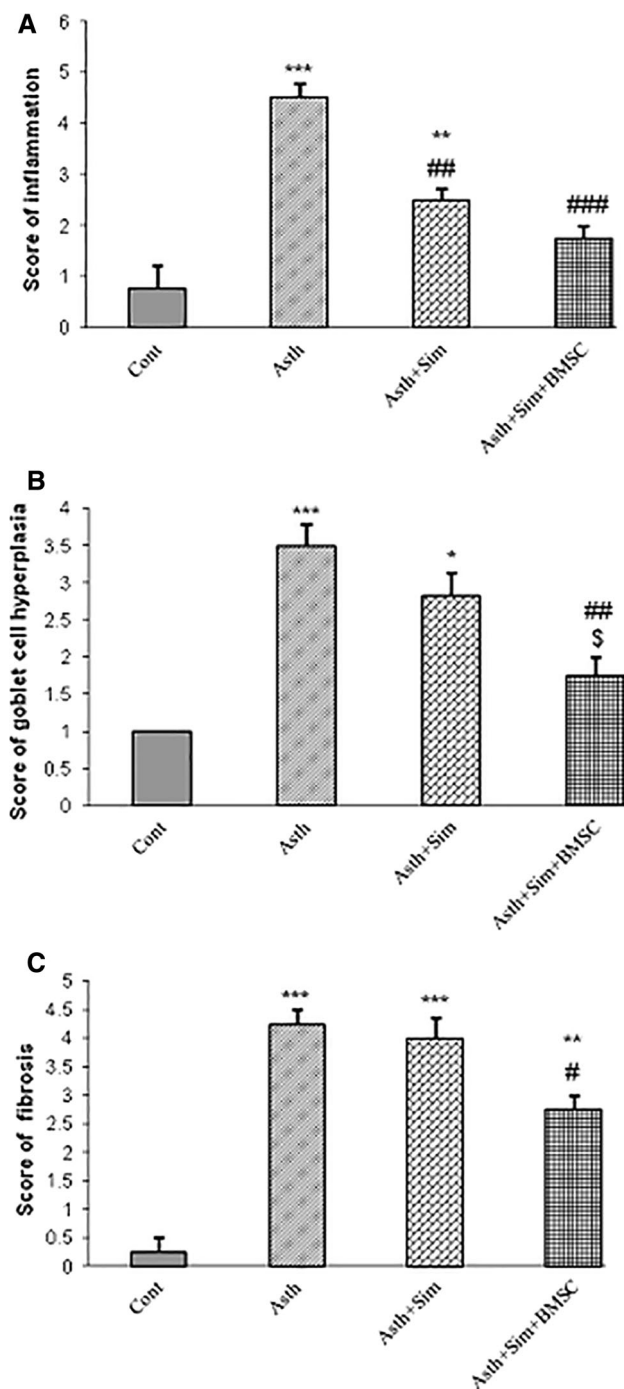 A
Score of inflammation
6
5
4
3
2
1
0
***
**
##
###
Cont
Asth
Asth+Sim
Asth+Sim+BMSC
B
Score of goblet cell hyperplasia
4
3.5
3
2.5
2
1.5
1
0.5
0
***
*
##
$
Cont
Asth
Asth+Sim
Asth+Sim+BMSC
C
Score of fibrosis
5
4.5
4
3.5
3
2.5
2
1.5
1
0.5
0
***
***
**
#
Cont
Asth
Asth+Sim
Asth+Sim+BMSC